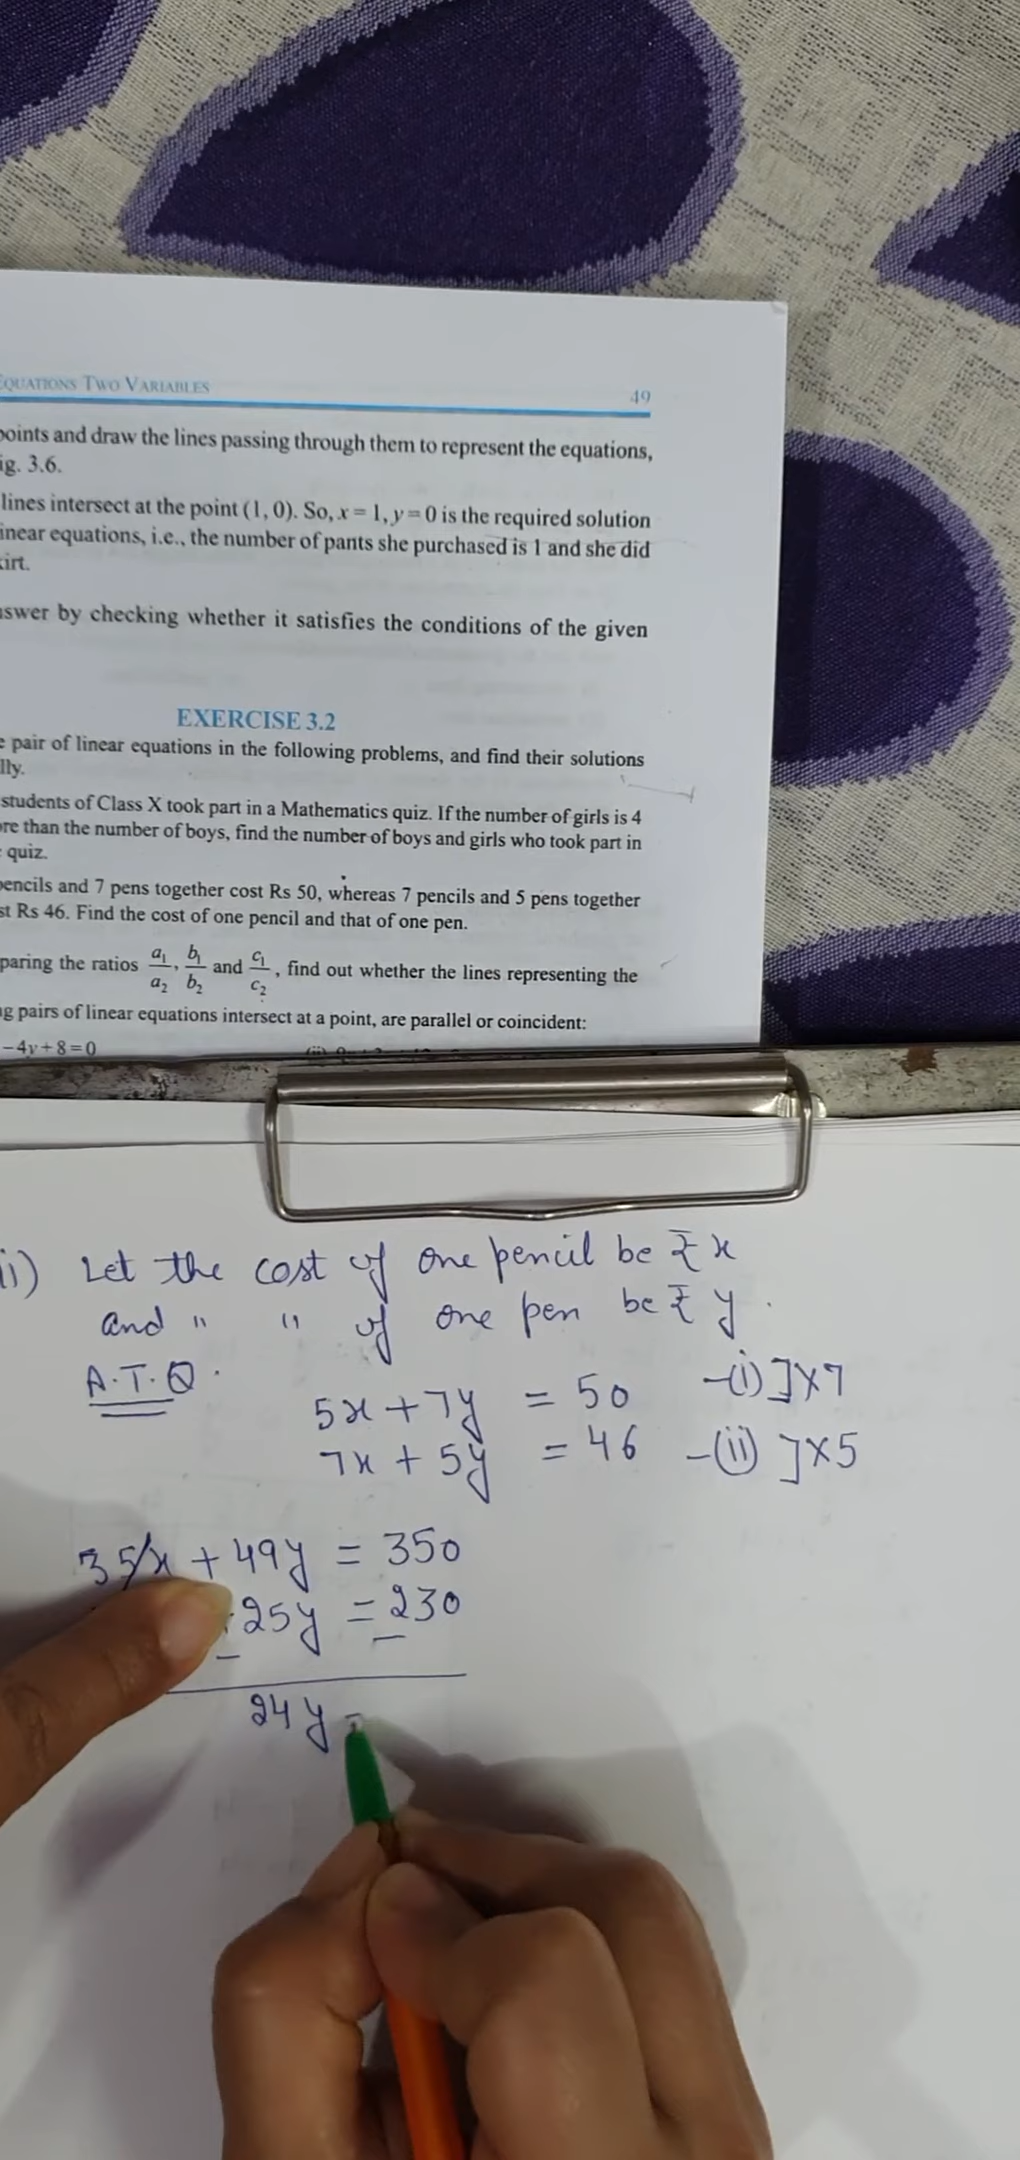 EQUATIONS TWO VARIABLES 49
points and draw the lines passing through them to represent the equations,
ig. 3.6.
lines intersect at the point (1, 0). So, x = 1, y = 0 is the required solution
inear equations, i.e., the number of pants she purchased is 1 and she did
kirt.
nswer by checking whether it satisfies the conditions of the given
EXERCISE 3.2
e pair of linear equations in the following problems, and find their solutions
lly.
students of Class X took part in a Mathematics quiz. If the number of girls is 4
ore than the number of boys, find the number of boys and girls who took part in
quiz.
pencils and 7 pens together cost Rs 50, whereas 7 pencils and 5 pens together
st Rs 46. Find the cost of one pencil and that of one pen.
paring the ratios a₁/a₂, b₁/b₂ and c₁/c₂, find out whether the lines representing the
g pairs of linear equations intersect at a point, are parallel or coincident:
-4y+8=0
ii) Let the cost of one pencil be ₹ x
and " " of one pen be ₹ y.
A.T.Q.
5x + 7y = 50 -(i) ]×7
7x + 5y = 46 -(ii) ]×5
35x + 49y = 350
25y = 230
24y =